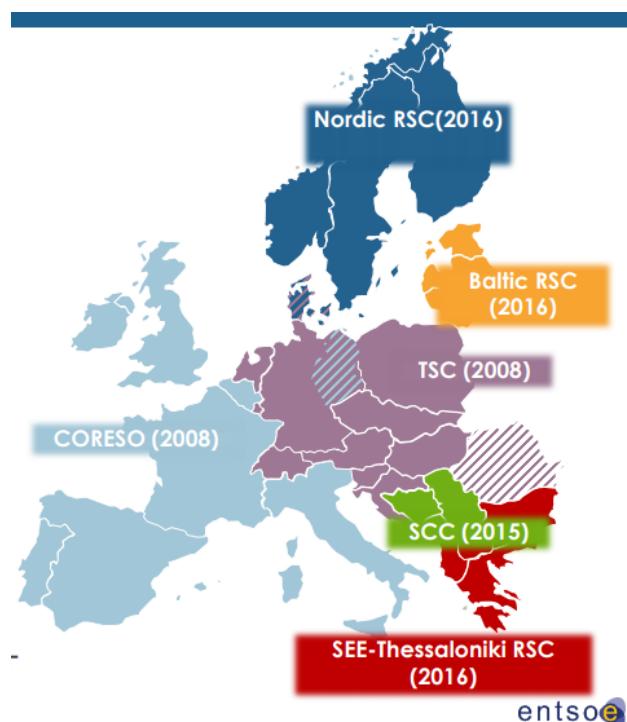 Nordic RSC(2016)
Baltic RSC
(2016)
TSC (2008)
CORESO (2008)
SCC (2015)
SEE-Thessaloniki RSC
(2016)
entsoe